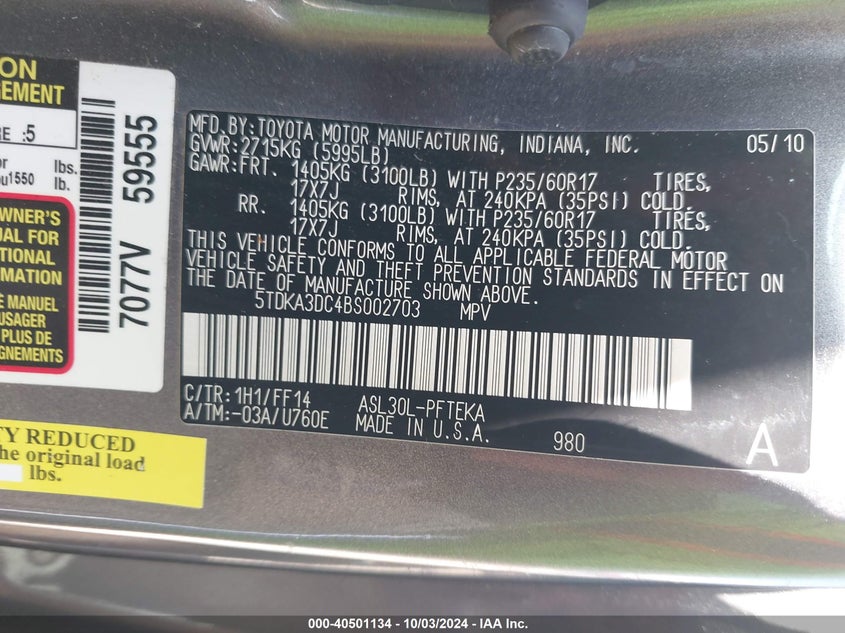 ON
GEMENT
RE :5
or
ou1550
lbs.
lb.
OWNER'S
UAL FOR
TIONAL
RMATION
E MANUEL
USAGER
PLUS DE
GNEMENTS
7077V 59555
TY REDUCED
the original load
lbs.
MFD.BY:TOYOTA MOTOR MANUFACTURING, INDIANA, INC. 05/10
GVWR:2715KG (5995LB)
GAWR:FRT. 1405KG (3100LB) WITH P235/60R17 TIRES,
17X7J RIMS, AT 240KPA (35PSI) COLD.
RR. 1405KG (3100LB) WITH P235/60R17 TIRES,
17X7J RIMS, AT 240KPA (35PSI) COLD.
THIS VEHICLE CONFORMS TO ALL APPLICABLE FEDERAL MOTOR
VEHICLE SAFETY AND THEFT PREVENTION STANDARDS IN EFFECT ON
THE DATE OF MANUFACTURE SHOWN ABOVE.
5TDKA3DC4BS002703 MPV
C/TR:1H1/FF14 ASL30L-PFTEKA
A/TM:-03A/U760E MADE IN U.S.A. 980 A
000-40501134 - 10/03/2024 - IAA Inc.